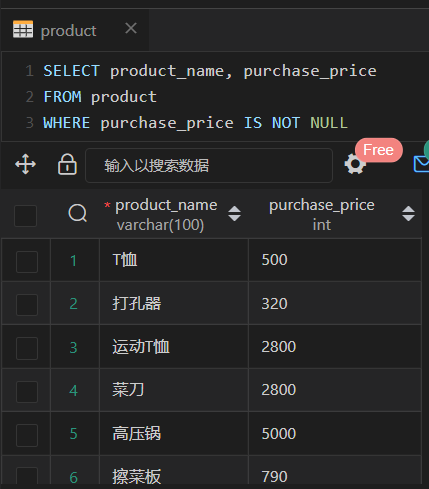 product
1 SELECT product_name, purchase_price
2 FROM product
3 WHERE purchase_price IS NOT NULL
输入以搜索数据 Free
* product_name purchase_price
varchar(100) int
1 T恤 500
2 打孔器 320
3 运动T恤 2800
4 菜刀 2800
5 高压锅 5000
6 擦菜板 790